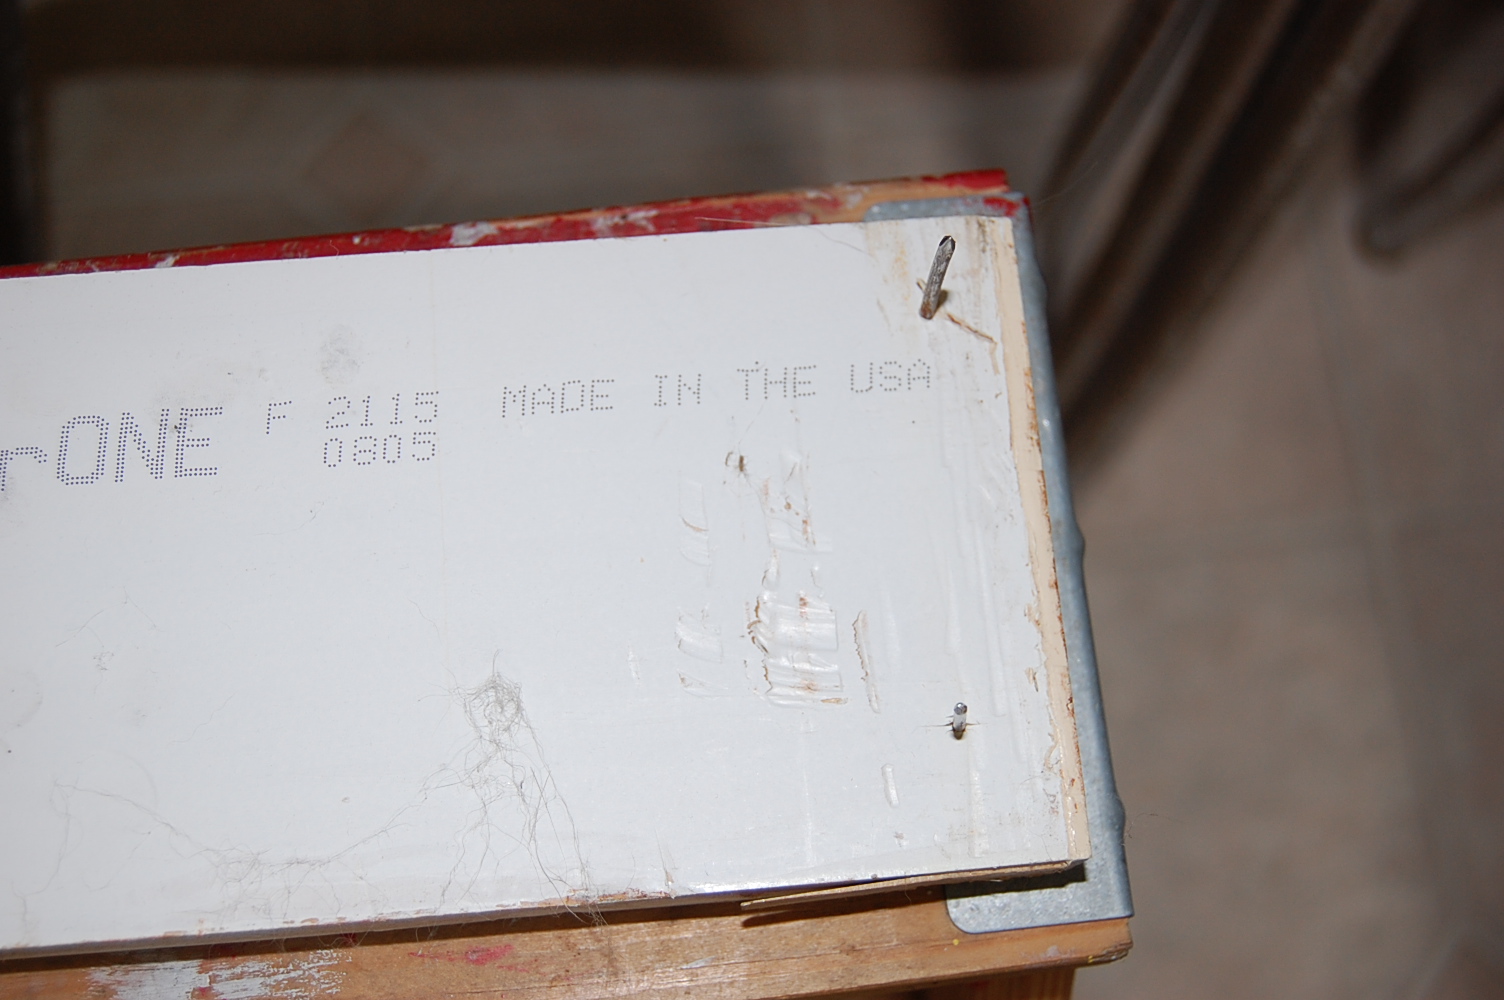 rONE F 2115 MADE IN THE USA
0805